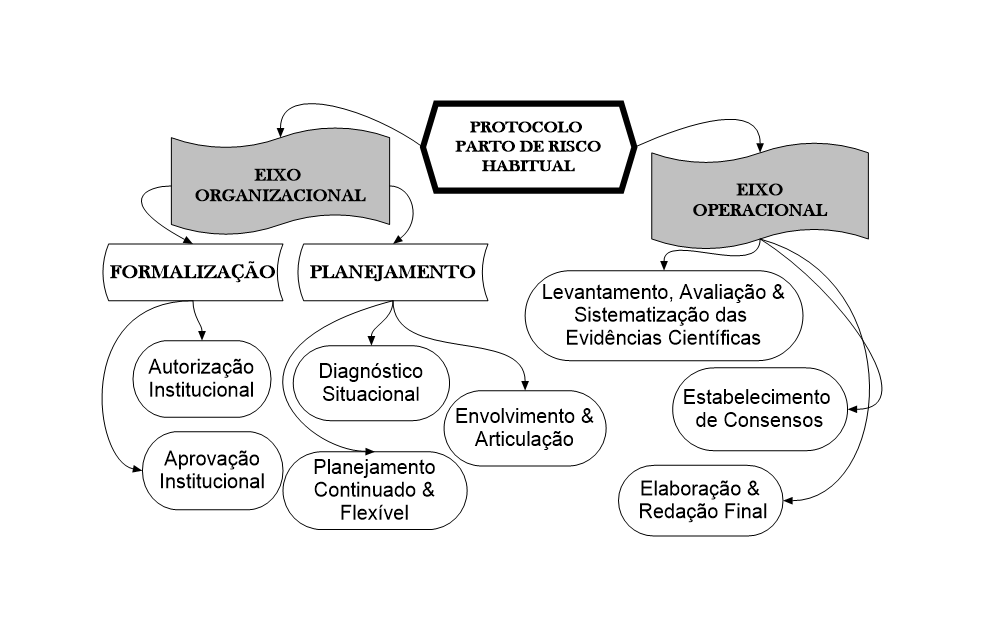 PROTOCOLO
PARTO DE RISCO
HABITUAL
EIXO
ORGANIZACIONAL
EIXO
OPERACIONAL
FORMALIZAÇÃO
PLANEJAMENTO
Levantamento, Avaliação &
Sistematização das
Evidências Científicas
Autorização
Institucional
Diagnóstico
Situacional
Envolvimento &
Articulação
Estabelecimento
de Consensos
Aprovação
Institucional
Planejamento
Continuado &
Flexível
Elaboração &
Redação Final